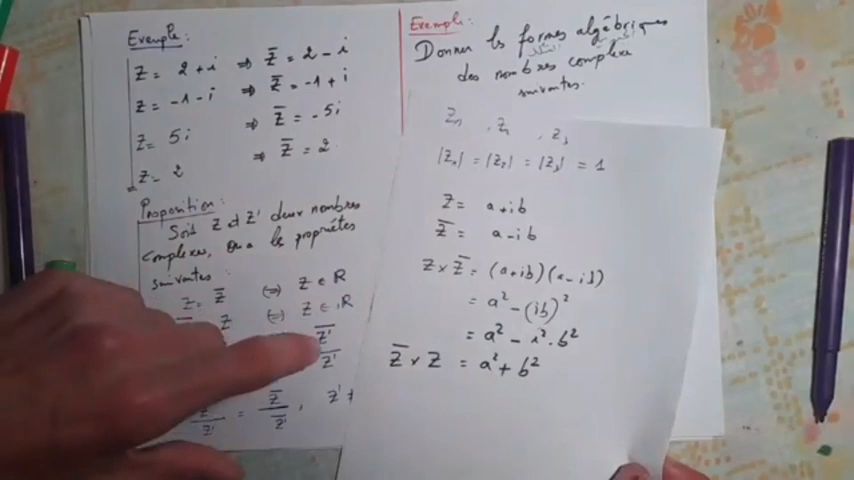 Exemple:
z = 2+i ⇒ z̄ = 2 - i
z = -1 - i ⇒ z̄ = -1 + i
z = 5i ⇒ z̄ = -5i
z = 2 ⇒ z̄ = 2
Proposition:
Soit z et z' deux nombres
complexes, On a les propriétés
suivantes:
z = z̄ ⇔ z ∈ R
z ⇔ z ∈ iR
z̄'
z'
z/z' = z̄/z̄', z' ≠
Exemple:
Donner les formes algébriques
des nombres complexe
suivantes.
z₁, z₂, z₃
|z₁| = |z₂| = |z₃| = 1
z = a+ib
z̄ = a-ib
z × z̄ = (a+ib)(a-ib)
= a² - (ib)²
= a² - i²·b²
z̄ × z = a² + b²